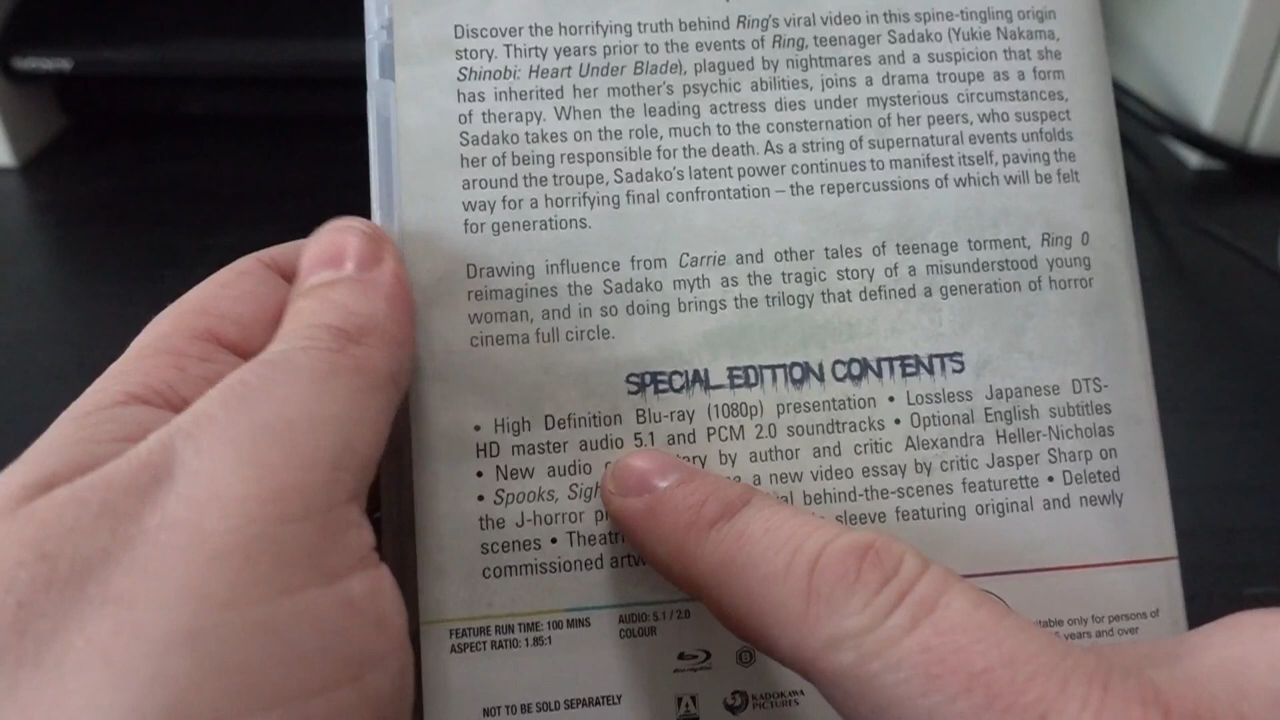 Discover the horrifying truth behind Ring's viral video in this spine-tingling origin
story. Thirty years prior to the events of Ring, teenager Sadako (Yukie Nakama,
Shinobi: Heart Under Blade), plagued by nightmares and a suspicion that she
has inherited her mother's psychic abilities, joins a drama troupe as a form
of therapy. When the leading actress dies under mysterious circumstances,
Sadako takes on the role, much to the consternation of her peers, who suspect
her of being responsible for the death. As a string of supernatural events unfolds
around the troupe, Sadako's latent power continues to manifest itself, paving the
way for a horrifying final confrontation – the repercussions of which will be felt
for generations.
Drawing influence from Carrie and other tales of teenage torment, Ring 0
reimagines the Sadako myth as the tragic story of a misunderstood young
woman, and in so doing brings the trilogy that defined a generation of horror
cinema full circle.
SPECIAL EDITION CONTENTS
• High Definition Blu-ray (1080p) presentation • Lossless Japanese DTS-
HD master audio 5.1 and PCM 2.0 soundtracks • Optional English subtitles
• New audio by author and critic Alexandra Heller-Nicholas
• Spooks, a new video essay by critic Jasper Sharp on
the J-horror behind-the-scenes featurette • Deleted
scenes • sleeve featuring original and newly
commissioned
FEATURE RUN TIME: 100 MINS
ASPECT RATIO: 1.85:1
AUDIO: 5.1 / 2.0
COLOUR
only for persons of
years and over
Blu-ray
B
NOT TO BE SOLD SEPARATELY
KADOKAWA
PICTURES